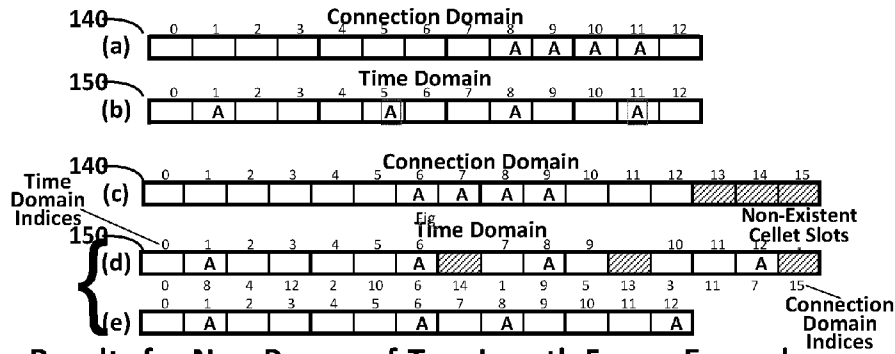 Connection Domain
140
0 1 2 3 4 5 6 7 8 9 10 11 12
(a) A A A A
Time Domain
150
0 1 2 3 4 5 6 7 8 9 10 11 12
(b) A A A A
Connection Domain
140
0 1 2 3 4 5 6 7 8 9 10 11 12 13 14 15
(c) A A A A
Time Domain Indices
Non-Existent Cellet Slots
Fig
Time Domain
150
0 1 2 3 4 5 6 7 8 9 10 11 12
(d) A A A A
0 8 4 12 2 10 6 14 1 9 5 13 3 11 7 15
Connection Domain Indices
0 1 2 3 4 5 6 7 8 9 10 11 12
(e) A A A A